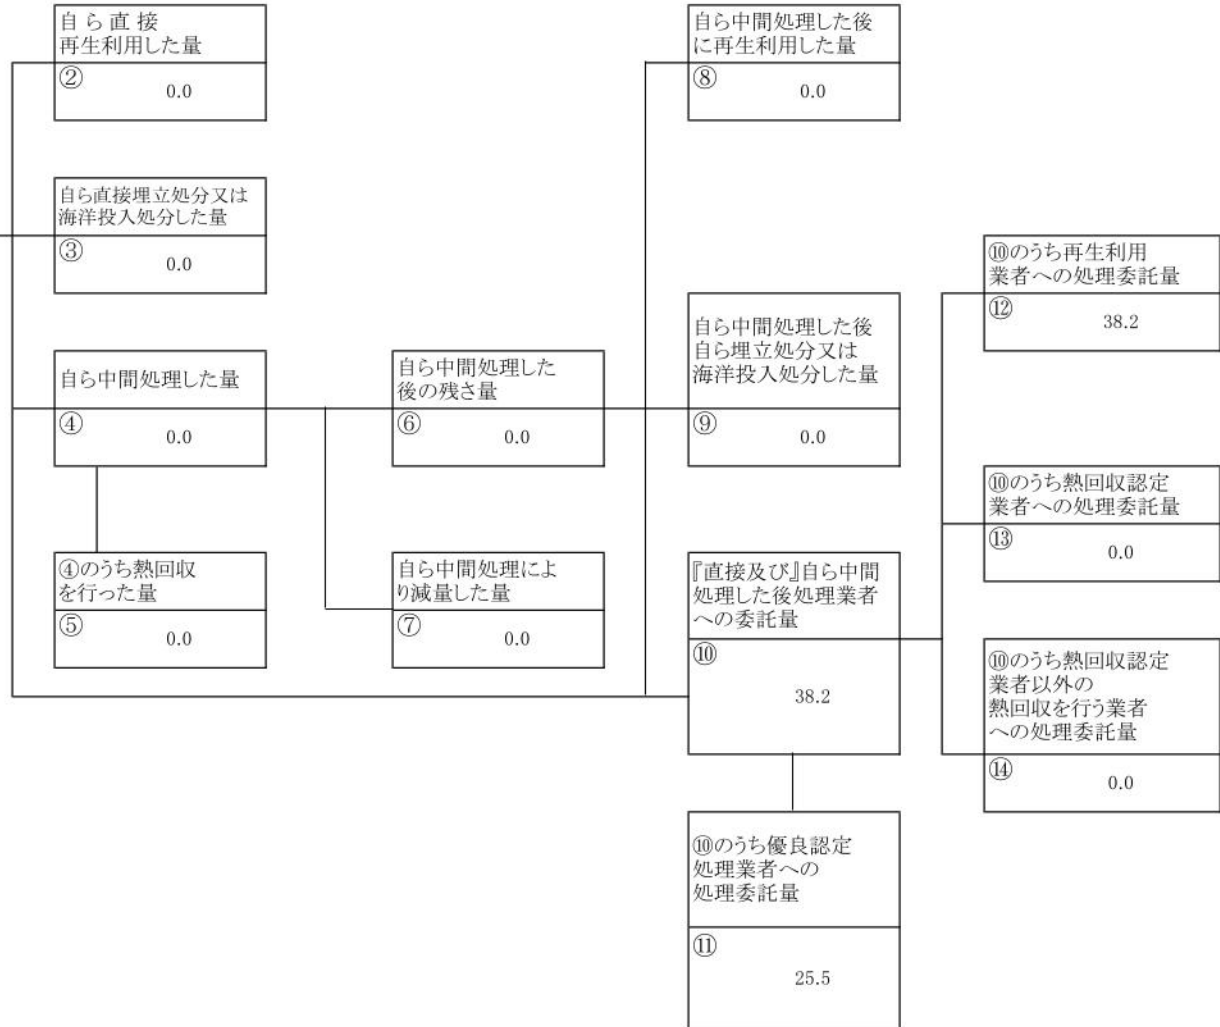 自 ら 直 接
再生利用した量
②
0.0
自ら直接埋立処分又は
海洋投入処分した量
③
0.0
自ら中間処理した量
④
0.0
④のうち熱回収
を行った量
⑤
0.0
自ら中間処理した
後の残さ量
⑥
0.0
自ら中間処理によ
り減量した量
⑦
0.0
自ら中間処理した後
に再生利用した量
⑧
0.0
自ら中間処理した後
自ら埋立処分又は
海洋投入処分した量
⑨
0.0
『直接及び』自ら中間
処理した後処理業者
への委託量
⑩
38.2
⑩のうち優良認定
処理業者への
処理委託量
⑪
25.5
⑩のうち再生利用
業者への処理委託量
⑫
38.2
⑩のうち熱回収認定
業者への処理委託量
⑬
0.0
⑩のうち熱回収認定
業者以外の
熱回収を行う業者
への処理委託量
⑭
0.0